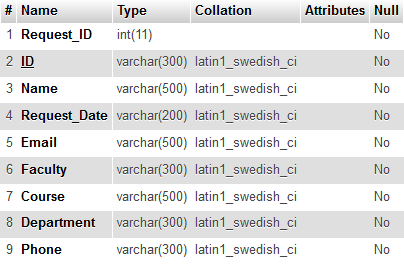 # Name Type Collation Attributes Null
1 Request_ID int(11) No
2 ID varchar(300) latin1_swedish_ci No
3 Name varchar(500) latin1_swedish_ci No
4 Request_Date varchar(200) latin1_swedish_ci No
5 Email varchar(500) latin1_swedish_ci No
6 Faculty varchar(300) latin1_swedish_ci No
7 Course varchar(500) latin1_swedish_ci No
8 Department varchar(300) latin1_swedish_ci No
9 Phone varchar(300) latin1_swedish_ci No